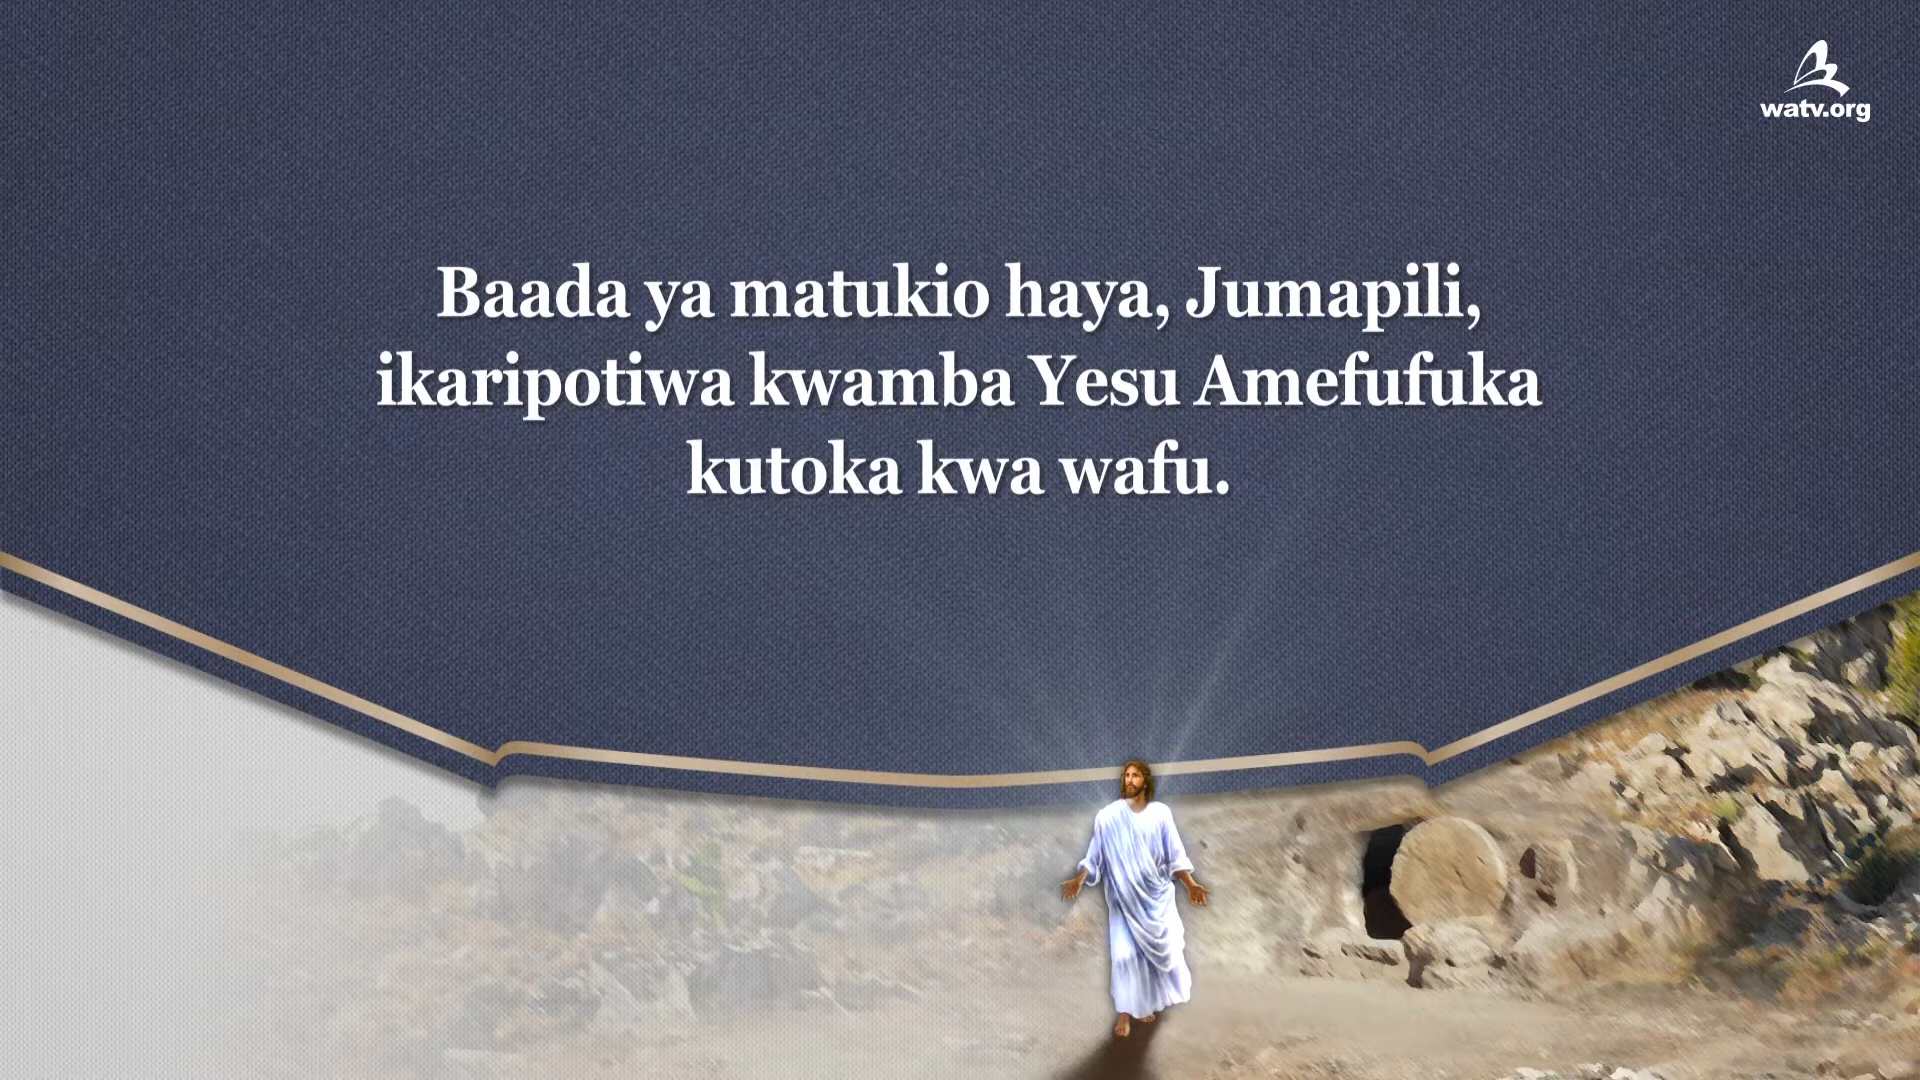 watv.org
Baada ya matukio haya, Jumapili,
ikaripotiwa kwamba Yesu Amefufuka
kutoka kwa wafu.